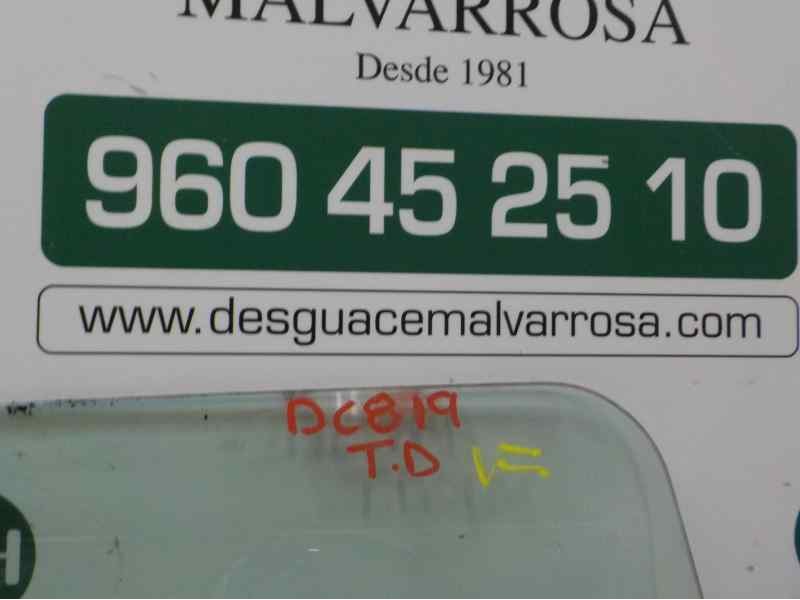 MALVARROSA
Desde 1981
960 45 25 10
www.desguacemalvarrosa.com
DC819
T.D
H